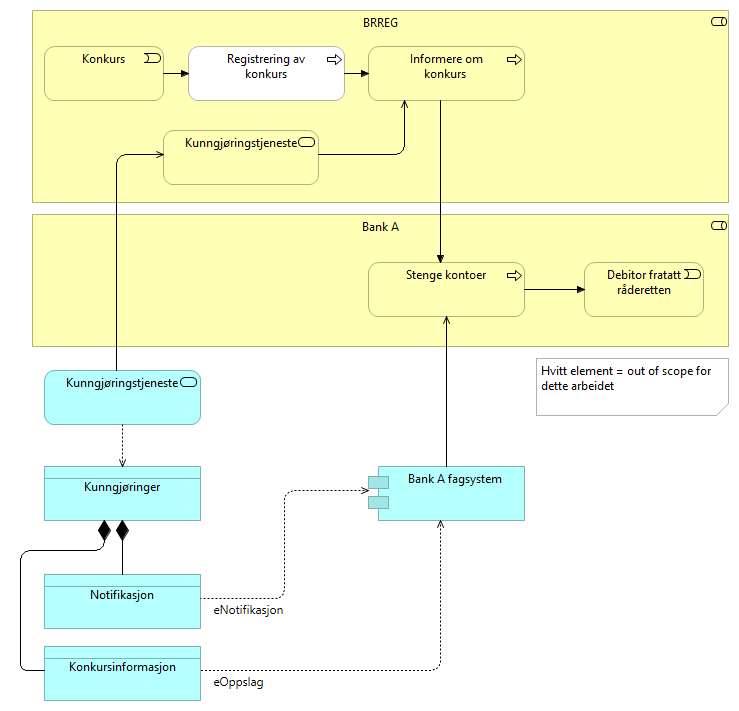 BRREG
Konkurs
Registrering av
konkurs
Informere om
konkurs
Kunngjøringstjeneste
Bank A
Stenge kontoer
Debitor fratatt
råderetten
Kunngjøringstjeneste
Hvitt element = out of scope for
dette arbeidet
Kunngjøringer
Bank A fagsystem
Notifikasjon
eNotifikasjon
Konkursinformasjon
eOppslag